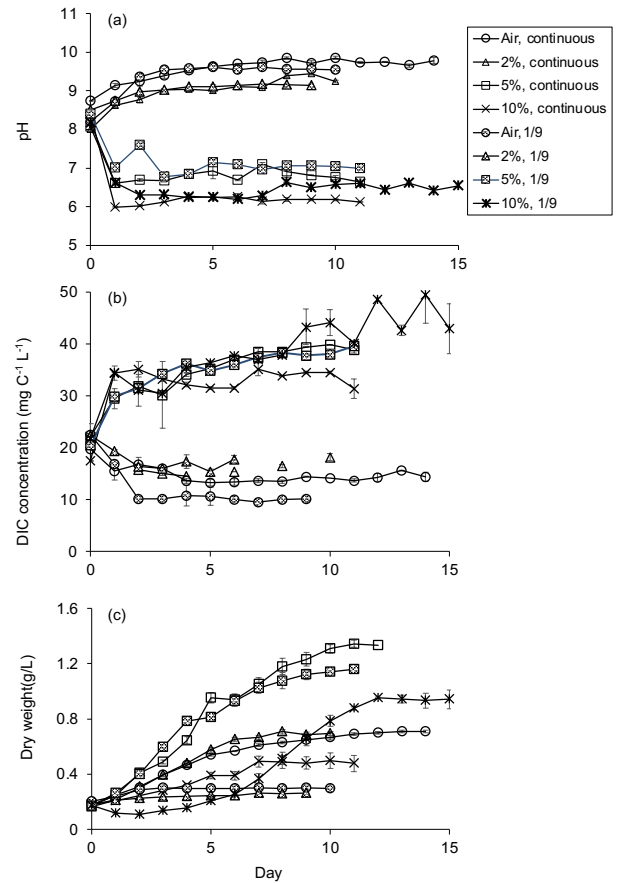 (a)
11
10
9
8
7
6
5
pH
0
5
10
15
Air, continuous
2%, continuous
5%, continuous
10%, continuous
Air, 1/9
2%, 1/9
5%, 1/9
10%, 1/9
(b)
50
40
30
20
10
0
DIC concentration (mg C⁻¹ L⁻¹)
0
5
10
15
(c)
1.6
1.2
0.8
0.4
0
Dry weight(g/L)
0
5
10
15
Day